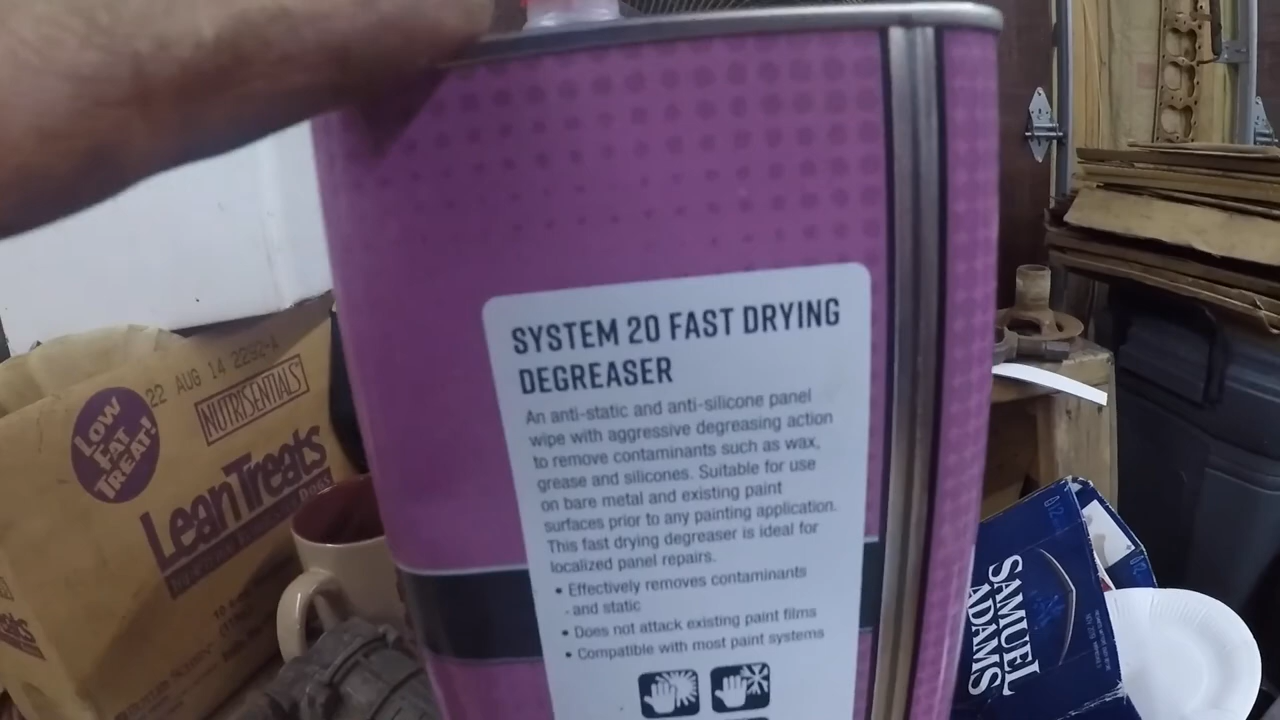 SYSTEM 20 FAST DRYING
DEGREASER
An anti-static and anti-silicone panel
wipe with aggressive degreasing action
to remove contaminants such as wax,
grease and silicones. Suitable for use
on bare metal and existing paint
surfaces prior to any painting application.
This fast drying degreaser is ideal for
localized panel repairs.
• Effectively removes contaminants
- and static
• Does not attack existing paint films
• Compatible with most paint systems
22 AUG 14 2292-A
LOW
FAT
TREAT!
NUTRISENTIALS
Lean Treats
Dogs
SAMUEL
ADAMS